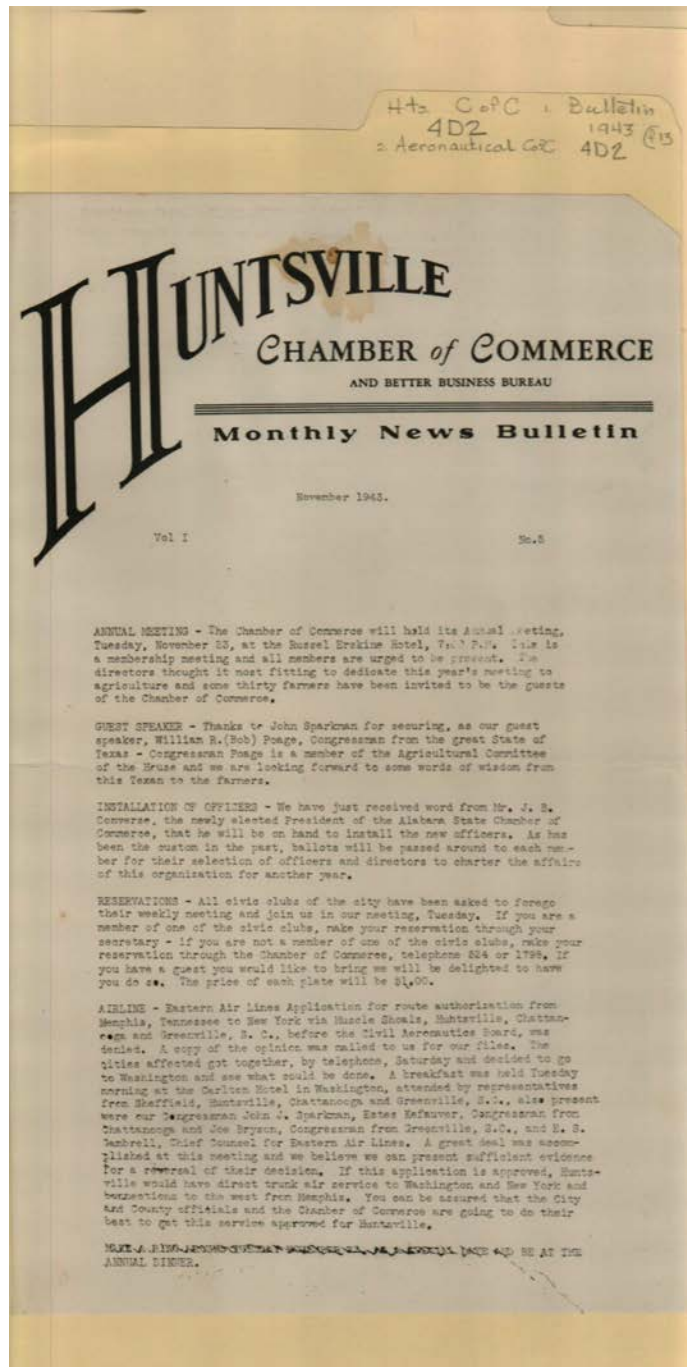 Hts C of C 1 Bulletin
4D2 1943
2 Aeronautical CofC 4D2
HUNTSVILLE
CHAMBER of COMMERCE
AND BETTER BUSINESS BUREAU
Monthly News Bulletin
November 1943.
Vol I No.5
ANNUAL MEETING - The Chamber of Commerce will hold its Annual
Tuesday, November 23, at the Russel Erskine Hotel, P.M. is
a membership meeting and all members are urged to be present. The
directors thought it most fitting to dedicate this year's meeting to
agriculture and some thirty farmers have been invited to be the guests
of the Chamber of Commerce.
GUEST SPEAKER - Thanks to John Sparkman for securing, as our guest
speaker, William R.(Bob) Poage, Congressman from the great State of
Texas - Congressman Poage is a member of the Agricultural Committee
of the House and we are looking forward to some words of wisdom from
this Texan to the farmers.
INSTALLATION OF OFFICERS - We have just received word from Mr. J. B.
Converse, the newly elected President of the Alabama State Chamber of
Commerce, that he will be on hand to install the new officers. As has
been the custom in the past, ballots will be passed around to each mem-
ber for their selection of officers and directors to charter the affairs
of this organization for another year.
RESERVATIONS - All civic clubs of the city have been asked to forego
their weekly meeting and join us in our meeting, Tuesday. If you are a
member of one of the civic clubs, make your reservation through your
secretary - if you are not a member of one of the civic clubs, make your
reservation through the Chamber of Commerce, telephone 524 or 1798. If
you have a guest you would like to bring we will be delighted to have
you do so. The price of each plate will be $1.00.
AIRLINE - Eastern Air Lines Application for route authorization from
Memphis, Tennessee to New York via Muscle Shoals, Huntsville, Chattan-
ooga and Greenville, S. C., before the Civil Aeronautics Board, was
denied. A copy of the opinion was mailed to us for our files. The
cities affected got together, by telephone, Saturday and decided to go
to Washington and see what could be done. A breakfast was held Tuesday
morning at the Carlton Hotel in Washington, attended by representatives
from Sheffield, Huntsville, Chattanooga and Greenville, S.C., also present
were our Congressman John J. Sparkman, Estes Kefauver, Congressman from
Chattanooga and Joe Bryson, Congressman from Greenville, S.C., and E. S.
Gambrell, Chief Counsel for Eastern Air Lines. A great deal was accom-
plished at this meeting and we believe we can present sufficient evidence
for a reversal of their decision. If this application is approved, Hunts-
ville would have direct trunk air service to Washington and New York and
connections to the west from Memphis. You can be assured that the City
and County officials and the Chamber of Commerce are going to do their
best to get this service approved for Huntsville.
MAKE A DATE AND BE AT THE
ANNUAL DINNER.